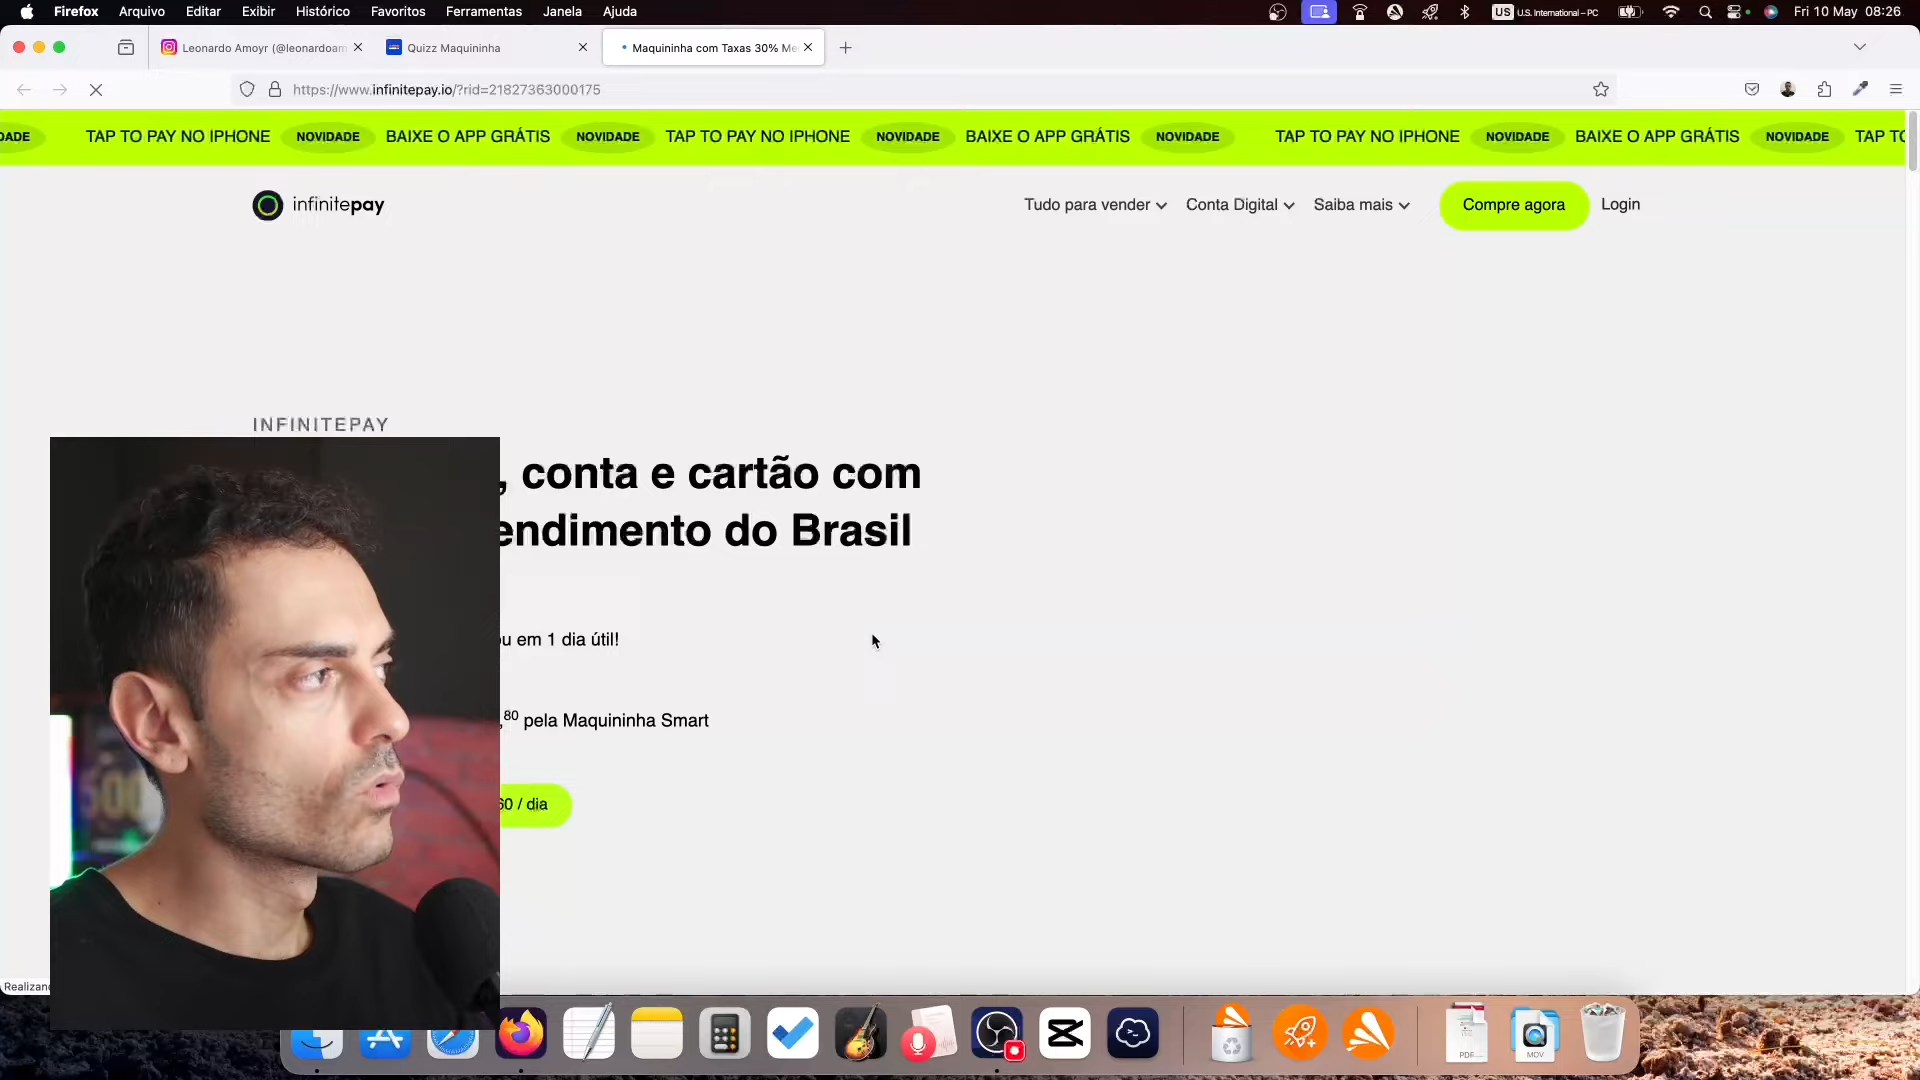 Firefox Arquivo Editar Exibir Histórico Favoritos Ferramentas Janela Ajuda
US U.S. International – PC Fri 10 May 08:26
Leonardo Amoyr (@leonardoam
Quizz Maquininha
Maquininha com Taxas 30% Me
https://www.infinitepay.io/?rid=21827363000175
DADE TAP TO PAY NO IPHONE NOVIDADE BAIXE O APP GRÁTIS NOVIDADE TAP TO PAY NO IPHONE NOVIDADE BAIXE O APP GRÁTIS NOVIDADE TAP TO PAY NO IPHONE NOVIDADE BAIXE O APP GRÁTIS NOVIDADE TAP TO
infinitepay
Tudo para vender Conta Digital Saiba mais Compre agora Login
INFINITEPAY
, conta e cartão com
endimento do Brasil
u em 1 dia útil!
,80 pela Maquininha Smart
60 / dia
500
Realizand
PDF MOV